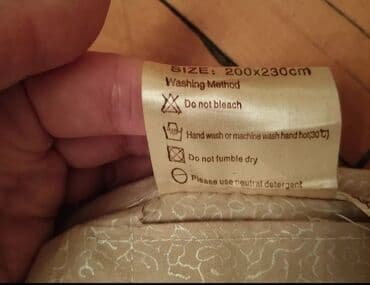 SIZE: 200x230cm
Washing Method
Do not bleach
Hand wash or machine wash hand hot(30℃)
Do not fumble dry
Please use neutral detergent